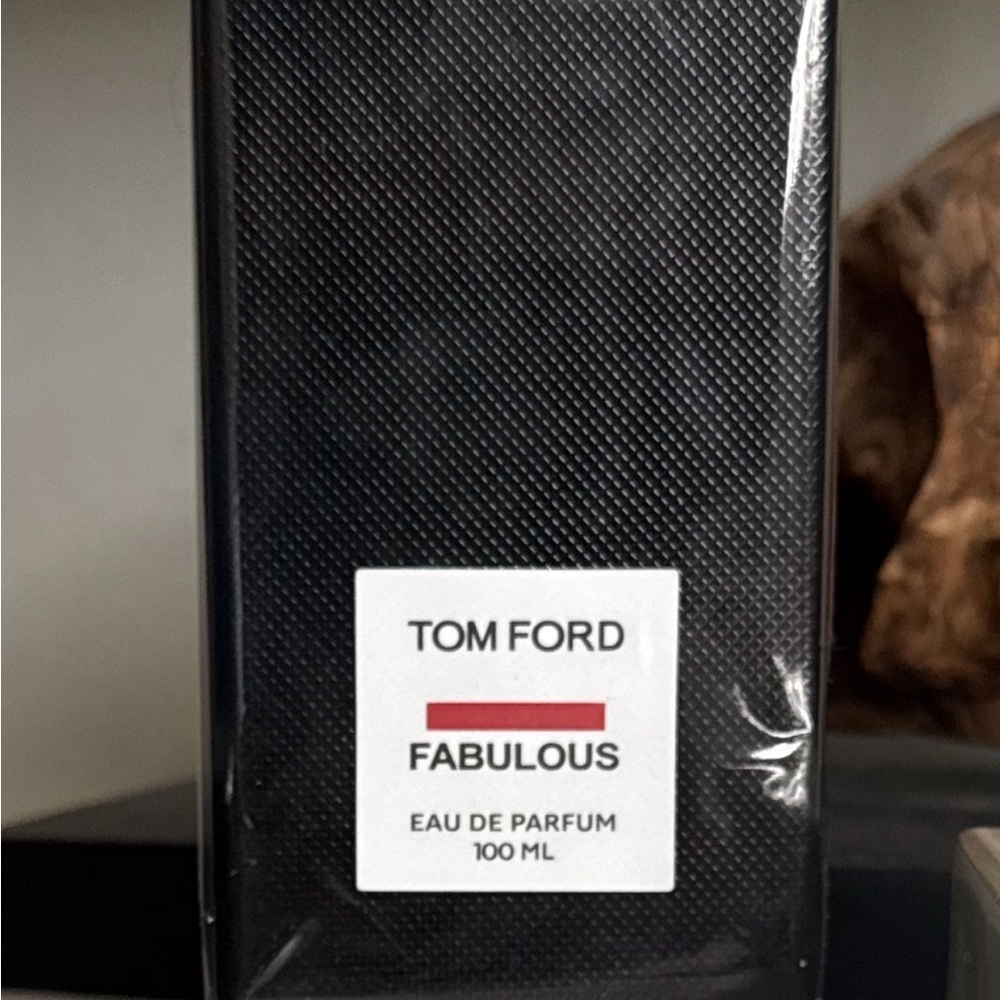 TOM FORD
FABULOUS
EAU DE PARFUM
100 ML